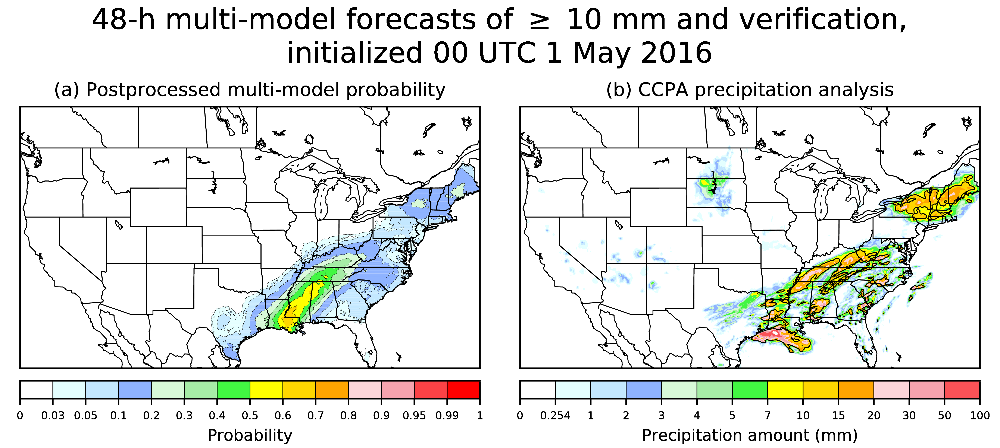 48-h multi-model forecasts of ≥ 10 mm and verification,
initialized 00 UTC 1 May 2016
(a) Postprocessed multi-model probability
(b) CCPA precipitation analysis
0 0.03 0.05 0.1 0.2 0.3 0.4 0.5 0.6 0.7 0.8 0.9 0.95 0.99 1
Probability
0 0.254 1 2 3 4 5 7 10 15 20 30 50 100
Precipitation amount (mm)